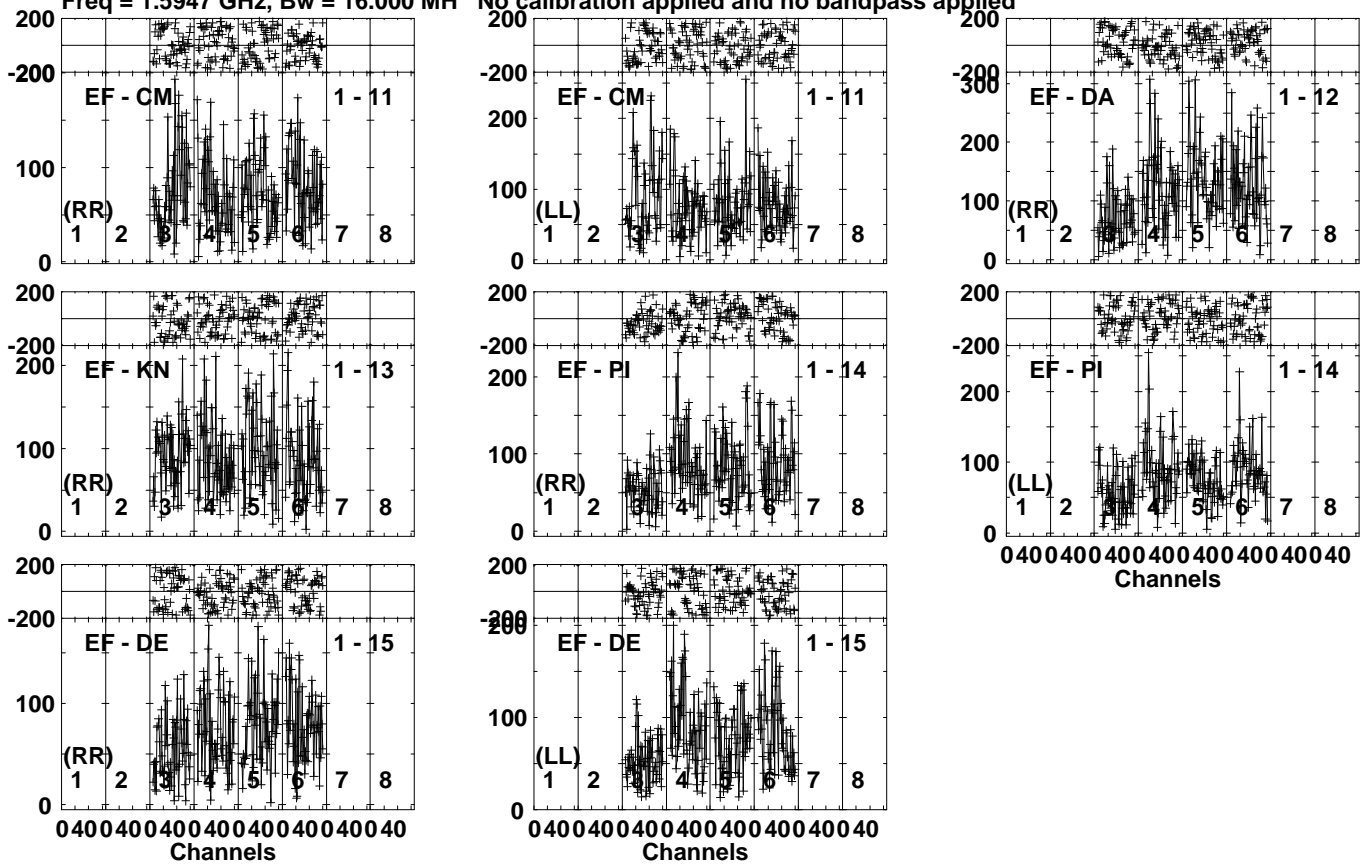 Freq = 1.5947 GHz, Bw = 16.000 MH No calibration applied and no bandpass applied
200
-200
EF - CM
1 - 11
100
0
(RR)
1 2 3 4 5 6 7 8
200
-200
EF - CM
1 - 11
200
100
0
(LL)
1 2 3 4 5 6 7 8
200
-200
300
EF - DA
1 - 12
200
100
0
(RR)
1 2 3 4 5 6 7 8
200
-200
200
EF - KN
1 - 13
100
0
(RR)
1 2 3 4 5 6 7 8
200
-200
200
EF - PI
1 - 14
100
0
(RR)
1 2 3 4 5 6 7 8
200
-200
EF - PI
1 - 14
200
100
0
(LL)
1 2 3 4 5 6 7 8
0 40 0 40 0 40 0 40 0 40 0 40 0 40 0 40
Channels
200
-200
EF - DE
1 - 15
100
0
(RR)
1 2 3 4 5 6 7 8
0 40 0 40 0 40 0 40 0 40 0 40 0 40 0 40
Channels
200
-200
200
EF - DE
1 - 15
100
0
(LL)
1 2 3 4 5 6 7 8
0 40 0 40 0 40 0 40 0 40 0 40 0 40 0 40
Channels